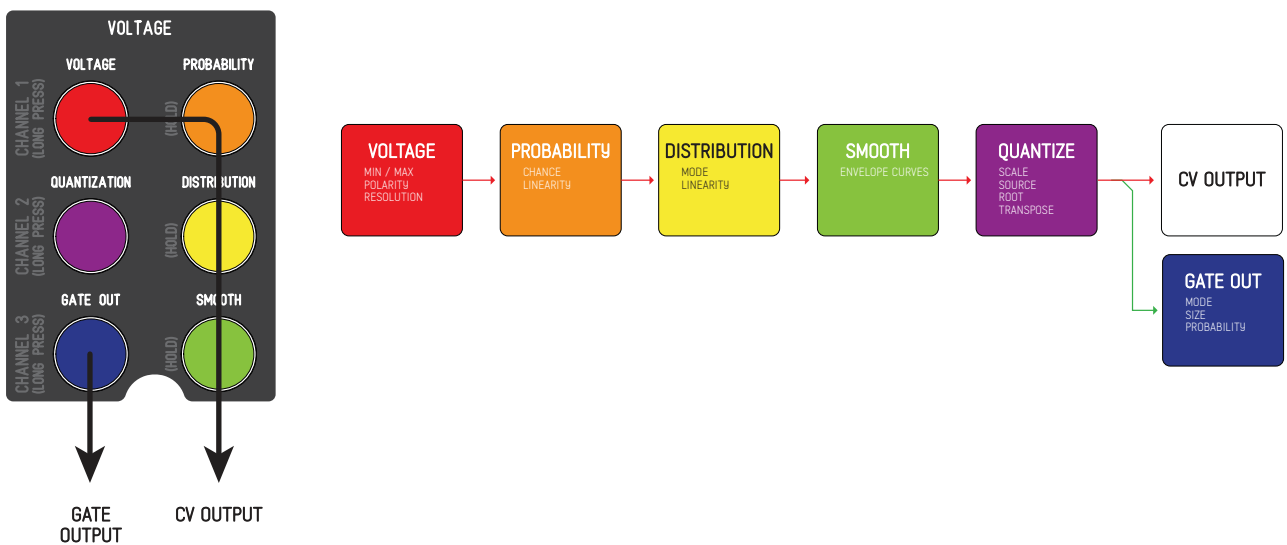 VOLTAGE
VOLTAGE
PROBABILITY
CHANNEL 1
(LONG PRESS)
(HOLD)
QUANTIZATION
DISTRIBUTION
CHANNEL 2
(LONG PRESS)
(HOLD)
GATE OUT
SMOOTH
CHANNEL 3
(LONG PRESS)
(HOLD)
GATE
OUTPUT
CV OUTPUT
VOLTAGE
MIN / MAX
POLARITY
RESOLUTION
PROBABILITY
CHANCE
LINEARITY
DISTRIBUTION
MODE
LINEARITY
SMOOTH
ENVELOPE CURVES
QUANTIZE
SCALE
SOURCE
ROOT
TRANSPOSE
CV OUTPUT
GATE OUT
MODE
SIZE
PROBABILITY